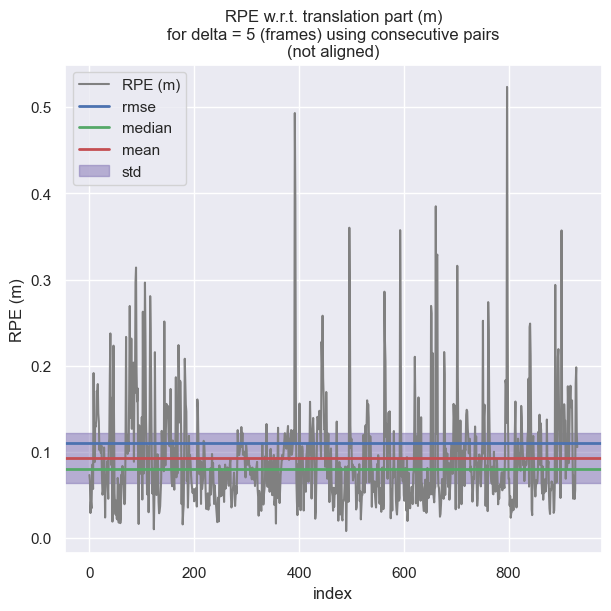 RPE w.r.t. translation part (m)
for delta = 5 (frames) using consecutive pairs
(not aligned)
RPE (m)
rmse
median
mean
std
0.5
0.4
0.3
0.2
0.1
0.0
RPE (m)
0 200 400 600 800
index